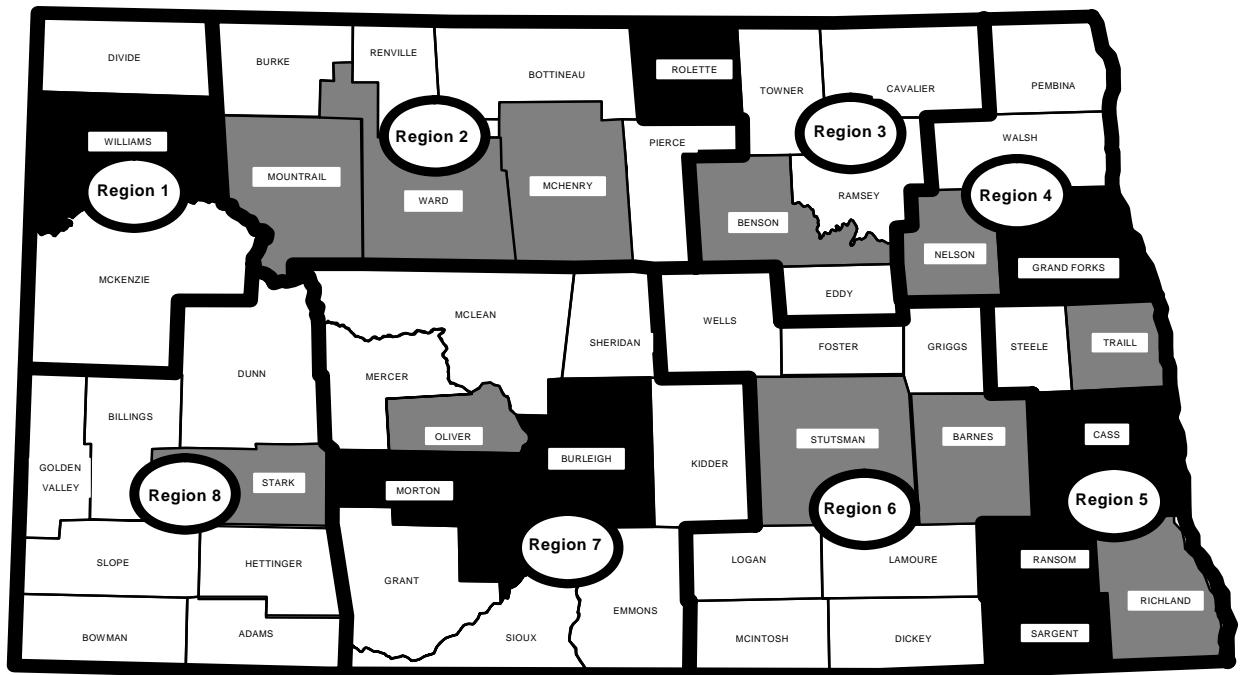 DIVIDE
BURKE
RENVILLE
BOTTINEAU
ROLETTE
TOWNER
CAVALIER
PEMBINA
WILLIAMS
Region 1
MOUNTRAIL
Region 2
WARD
MCHENRY
PIERCE
Region 3
BENSON
RAMSEY
WALSH
Region 4
NELSON
GRAND FORKS
MCKENZIE
DUNN
MCLEAN
SHERIDAN
WELLS
EDDY
FOSTER
GRIGGS
STEELE
TRAILL
BILLINGS
GOLDEN
VALLEY
Region 8
STARK
MERCER
OLIVER
MORTON
BURLEIGH
KIDDER
STUTSMAN
BARNES
CASS
Region 5
Region 6
Region 7
SLOPE
HETTINGER
BOWMAN
ADAMS
GRANT
SIOUX
EMMONS
LOGAN
LAMOURE
MCINTOSH
DICKEY
RANSOM
SARGENT
RICHLAND